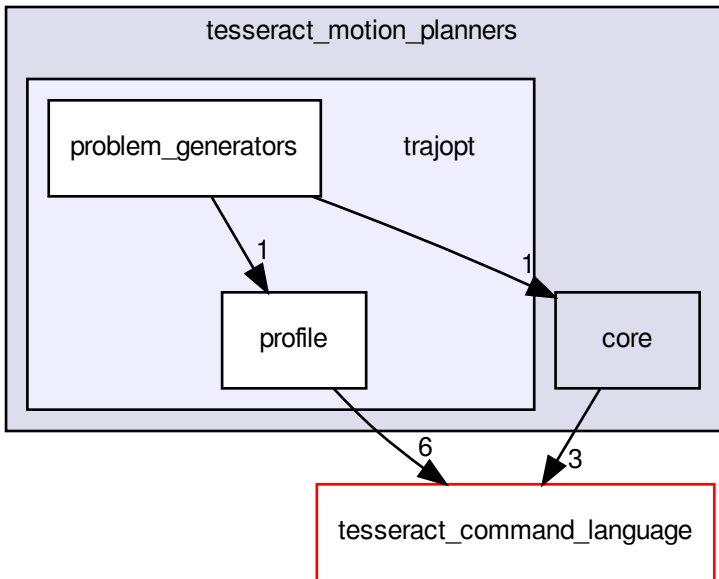 tesseract_motion_planners
problem_generators
trajopt
1
1
profile
core
6
3
tesseract_command_language